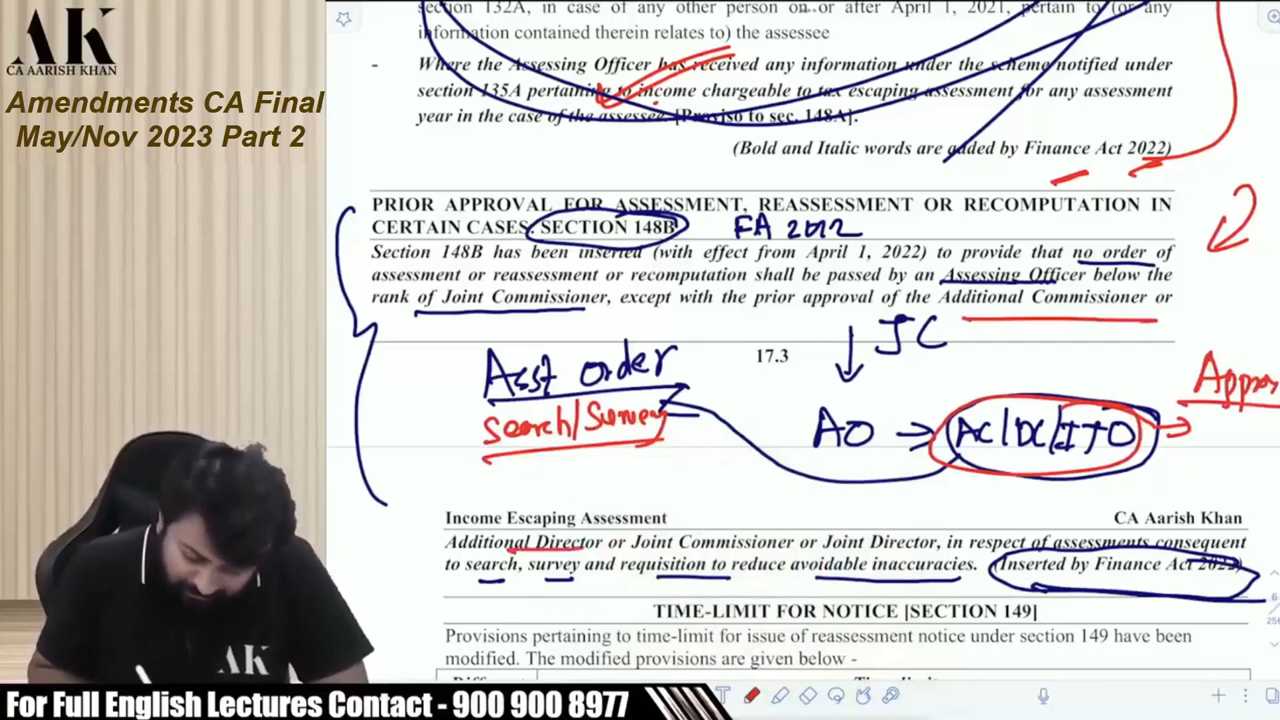 AK
CA AARISH KHAN
Amendments CA Final
May/Nov 2023 Part 2
section 132A, in case of any other person on or after April 1, 2021, pertain to (or any
information contained therein relates to) the assessee
- Where the Assessing Officer has received any information under the scheme notified under
section 135A pertaining to income chargeable to tax escaping assessment for any assessment
year in the case of the assessee. [Proviso to sec. 148A].
(Bold and Italic words are added by Finance Act 2022)
PRIOR APPROVAL FOR ASSESSMENT, REASSESSMENT OR RECOMPUTATION IN
CERTAIN CASES. SECTION 148B FA 2022
Section 148B has been inserted (with effect from April 1, 2022) to provide that no order of
assessment or reassessment or recomputation shall be passed by an Assessing Officer below the
rank of Joint Commissioner, except with the prior approval of the Additional Commissioner or
JC
17.3
Asst order
Search/Survey
AO → AC/DC/ITO
Income Escaping Assessment CA Aarish Khan
Additional Director or Joint Commissioner or Joint Director, in respect of assessments consequent
to search, survey and requisition to reduce avoidable inaccuracies. (Inserted by Finance Act 2022)
TIME-LIMIT FOR NOTICE [SECTION 149]
Provisions pertaining to time-limit for issue of reassessment notice under section 149 have been
modified. The modified provisions are given below -
AK
For Full English Lectures Contact - 900 900 8977